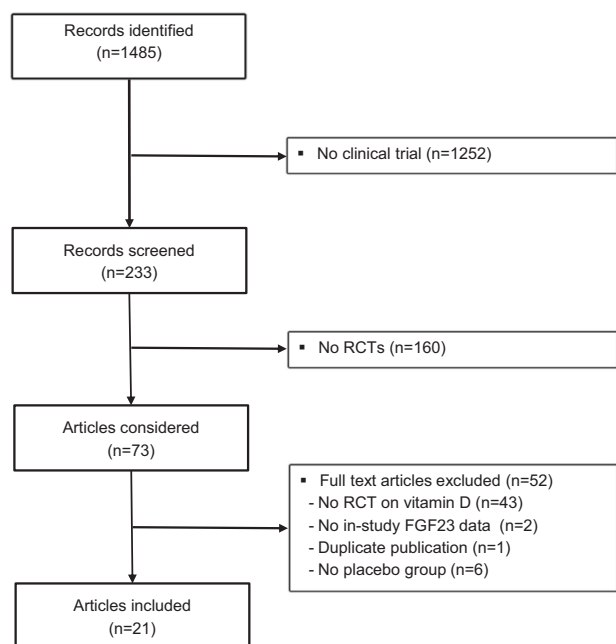 Records identified
(n=1485)
▪ No clinical trial (n=1252)
Records screened
(n=233)
▪ No RCTs (n=160)
Articles considered
(n=73)
▪ Full text articles excluded (n=52)
- No RCT on vitamin D (n=43)
- No in-study FGF23 data (n=2)
- Duplicate publication (n=1)
- No placebo group (n=6)
Articles included
(n=21)